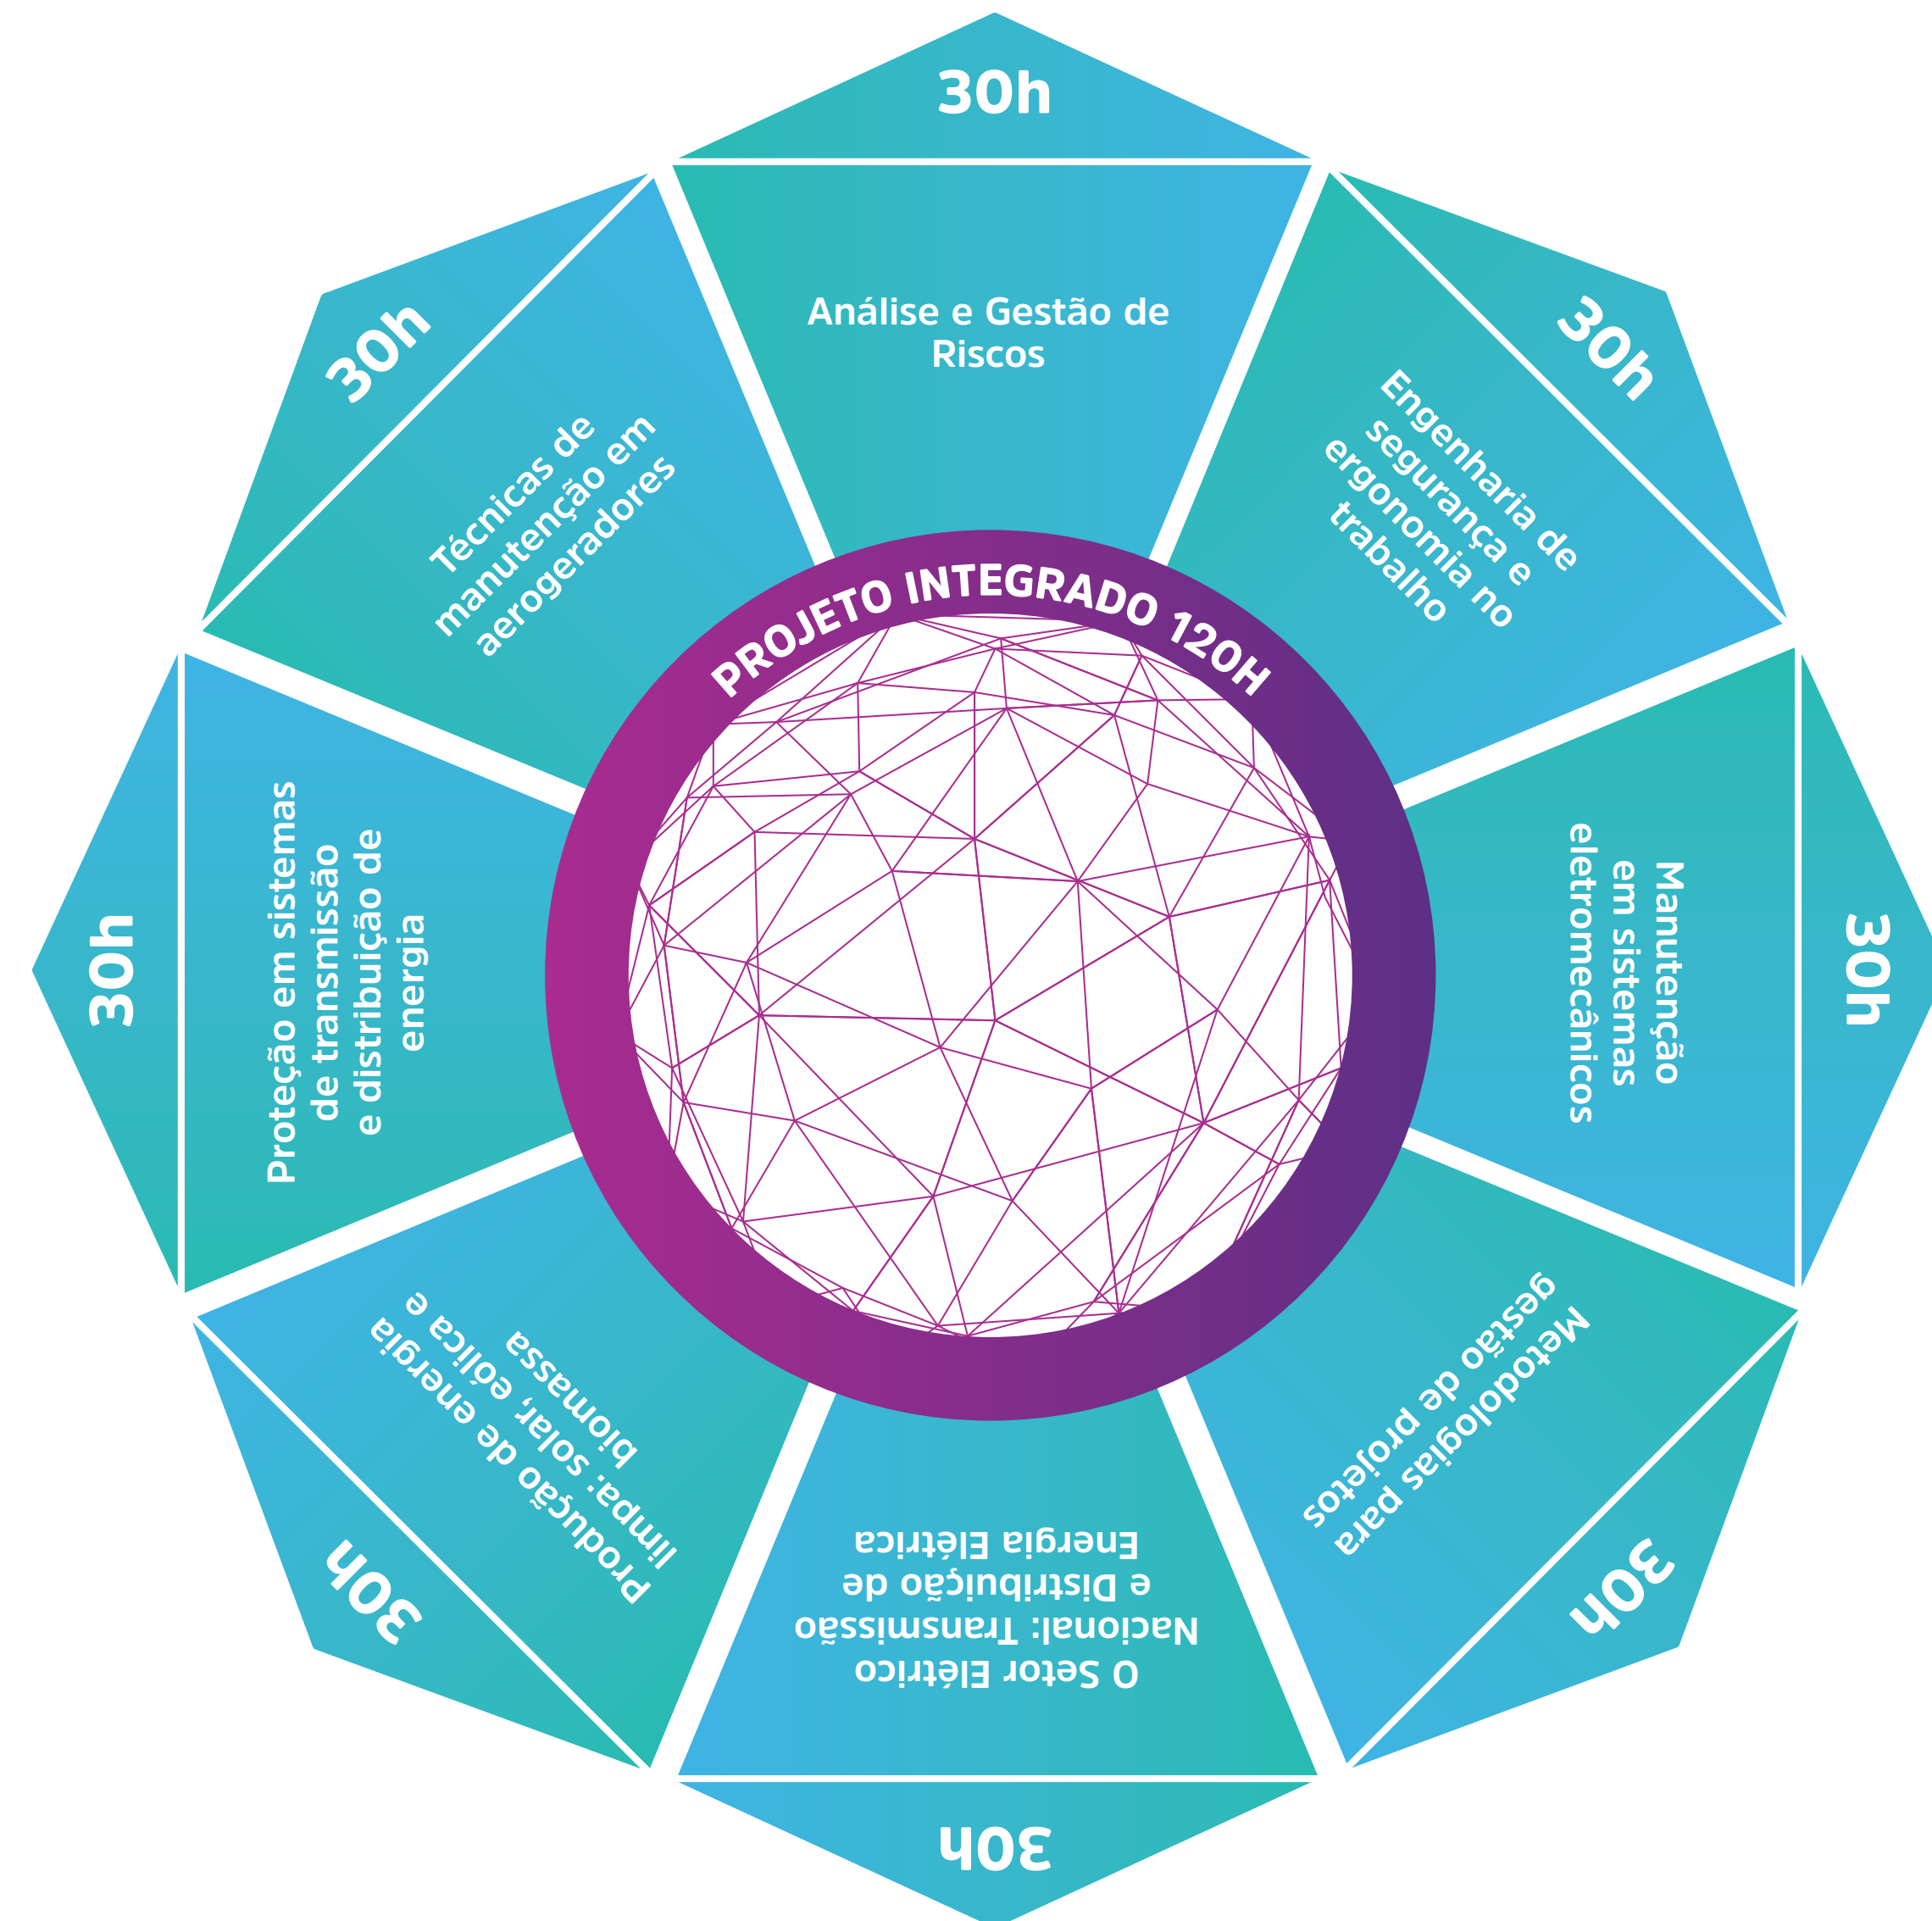 30h
Análise e Gestão de
Riscos
30h
Engenharia de
segurança e
ergonomia no
trabalho
30h
Manutenção
em sistemas
eletromecânicos
30h
Metodologias para
gestão de projetos
30h
O Setor Elétrico
Nacional: Transmissão
e Distribuição de
Energia Elétrica
30h
Produção de energia
limpa: solar, eólica e
biomassa
30h
Proteção em sistemas
de transmissão
e distribuição de
energia
30h
Técnicas de
manutenção em
aerogeradores
PROJETO INTEGRADO 120H